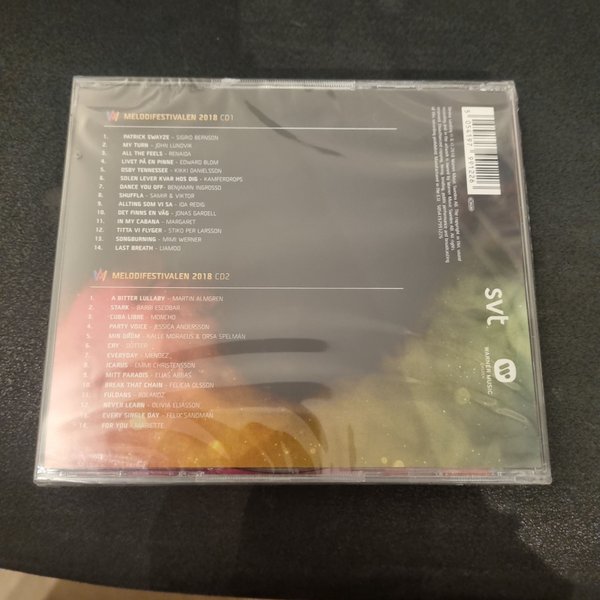 MELODIFESTIVALEN 2018 CD1
1. PATRICK SWAYZE – SIGRID BERNSON
2. MY TURN – JOHN LUNDVIK
3. ALL THE FEELS – RENAIDA
4. LIVET PÅ EN PINNE – EDWARD BLOM
5. OSBY TENNESSEE – KIKKI DANIELSSON
6. SOLEN LEVER KVAR HOS DIG – KAMFERDROPS
7. DANCE YOU OFF – BENJAMIN INGROSSO
8. SHUFFLA – SAMIR & VIKTOR
9. ALLTING SOM VI SA – IDA REDIG
10. DET FINNS EN VÄG – JONAS GARDELL
11. IN MY CABANA – MARGARET
12. TITTA VI FLYGER – STIKO PER LARSSON
13. SONGBURNING – MIMI WERNER
14. LAST BREATH – LIAMOO
MELODIFESTIVALEN 2018 CD2
1. A BITTER LULLABY – MARTIN ALMGREN
2. STARK – BARBI ESCOBAR
3. CUBA LIBRE – MONCHO
4. PARTY VOICE – JESSICA ANDERSSON
5. MIN DRÖM – KALLE MORAEUS & ORSA SPELMÄN
6. CRY – DOTTER
7. EVERYDAY – MENDEZ
8. ICARUS – EMMI CHRISTENSSON
9. MITT PARADIS – ELIAS ABBAS
10. BREAK THAT CHAIN – FELICIA OLSSON
11. FULDANS – ROLANDZ
12. NEVER LEARN – OLIVIA ELIASSON
13. EVERY SINGLE DAY – FELIX SANDMAN
14. FOR YOU – MARIETTE
5 054197 991226
svt
WARNER MUSIC